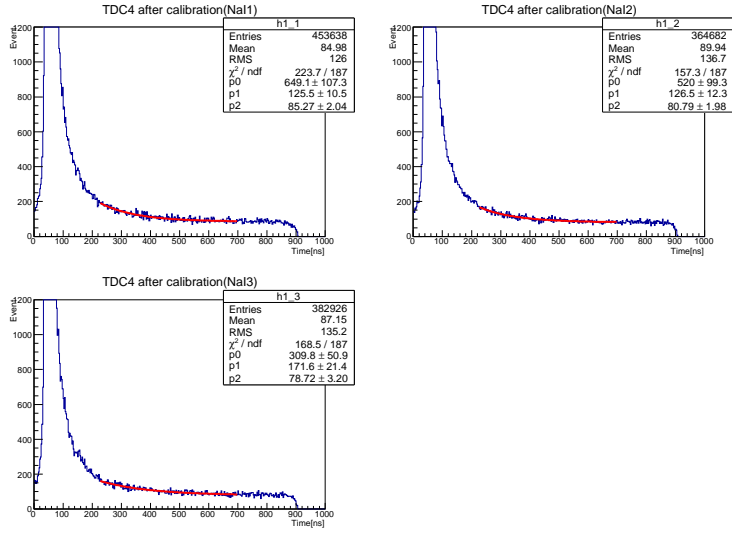 TDC4 after calibration(NaI1)
Event
h1_1
Entries 453638
Mean 84.98
RMS 126
χ² / ndf 223.7 / 187
p0 649.1 ± 107.3
p1 125.5 ± 10.5
p2 85.27 ± 2.04
1200
1000
800
600
400
200
0
0 100 200 300 400 500 600 700 800 900 1000
Time[ns]
TDC4 after calibration(NaI2)
Event
h1_2
Entries 364682
Mean 89.94
RMS 136.7
χ² / ndf 157.3 / 187
p0 520 ± 99.3
p1 126.5 ± 12.3
p2 80.79 ± 1.98
1200
1000
800
600
400
200
0
0 100 200 300 400 500 600 700 800 900 1000
Time[ns]
TDC4 after calibration(NaI3)
Event
h1_3
Entries 382926
Mean 87.15
RMS 135.2
χ² / ndf 168.5 / 187
p0 309.8 ± 50.9
p1 171.6 ± 21.4
p2 78.72 ± 3.20
1200
1000
800
600
400
200
0
0 100 200 300 400 500 600 700 800 900 1000
Time[ns]